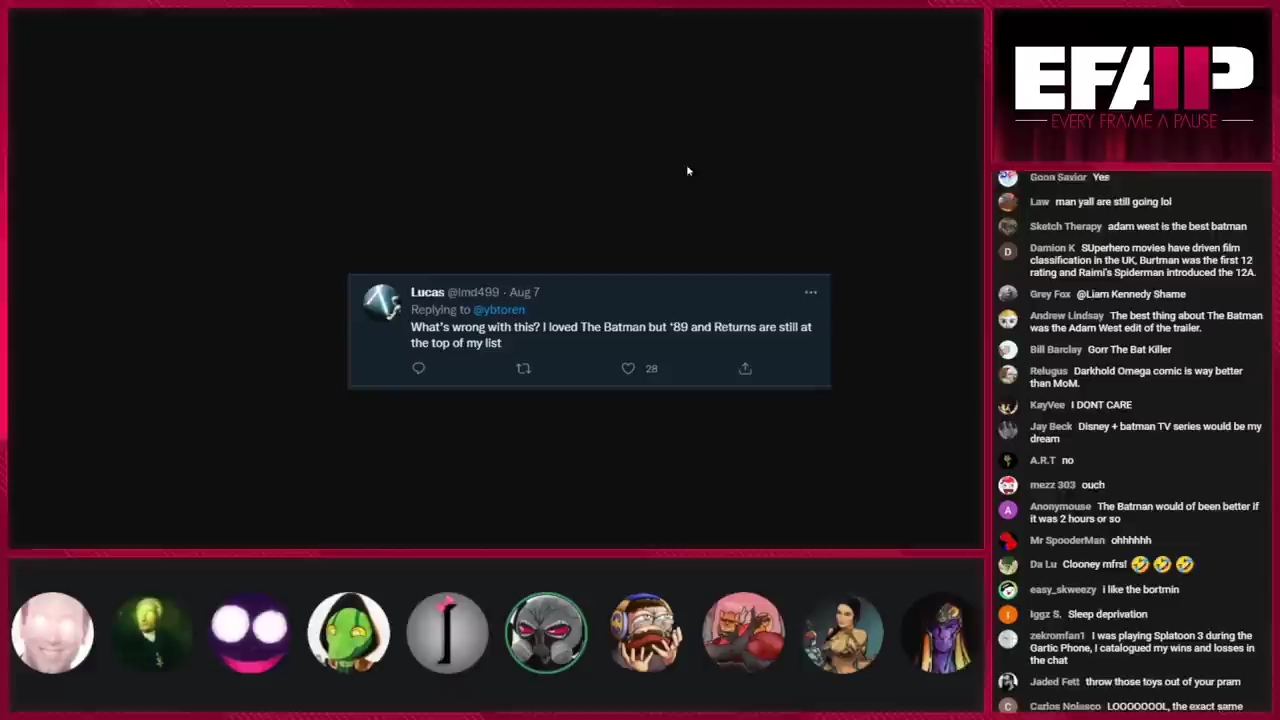 EFAP
EVERY FRAME A PAUSE
Lucas @lmd499 · Aug 7
Replying to @ybtoren
What's wrong with this? I loved The Batman but '89 and Returns are still at
the top of my list
28
Goon Savior Yes
Law man yall are still going lol
Sketch Therapy adam west is the best batman
Damion K SUperhero movies have driven film
classification in the UK, Burtman was the first 12
rating and Raimi's Spiderman introduced the 12A.
Grey Fox @Liam Kennedy Shame
Andrew Lindsay The best thing about The Batman
was the Adam West edit of the trailer.
Bill Barclay Gorr The Bat Killer
Relugus Darkhold Omega comic is way better
than MoM.
KayVee I DONT CARE
Jay Beck Disney + batman TV series would be my
dream
A.R.T no
mezz 303 ouch
Anonymouse The Batman would of been better if
it was 2 hours or so
Mr SpooderMan ohhhhhh
Da Lu Clooney mfrs! 🤣 🤣 🤣
easy_skweezy i like the bortmin
Iggz S. Sleep deprivation
zekromfan1 I was playing Splatoon 3 during the
Gartic Phone, I catalogued my wins and losses in
the chat
Jaded Fett throw those toys out of your pram
Carlos Nolasco LOOOOOOOL, the exact same